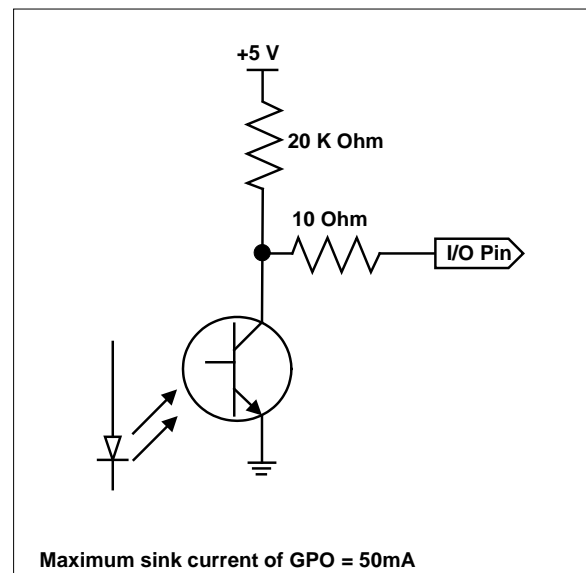 +5 V
20 K Ohm
10 Ohm
I/O Pin
Maximum sink current of GPO = 50mA